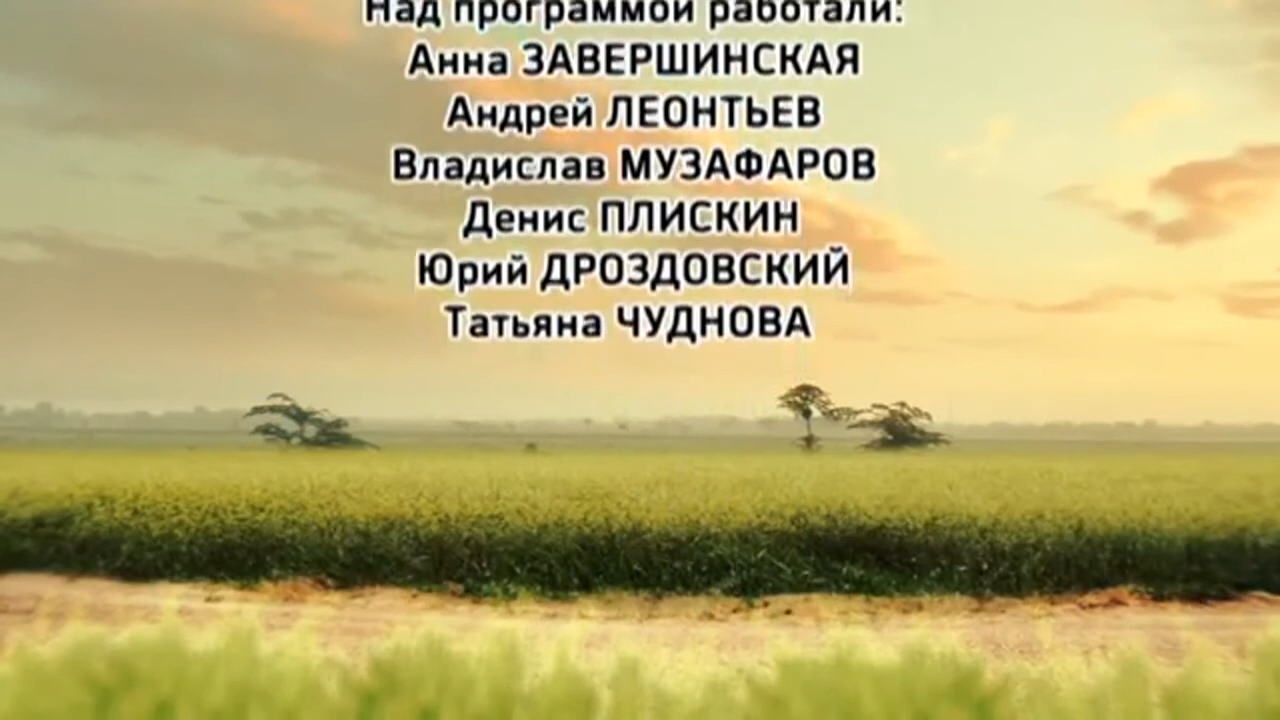 Над программой работали:
Анна ЗАВЕРШИНСКАЯ
Андрей ЛЕОНТЬЕВ
Владислав МУЗАФАРОВ
Денис ПЛИСКИН
Юрий ДРОЗДОВСКИЙ
Татьяна ЧУДНОВА